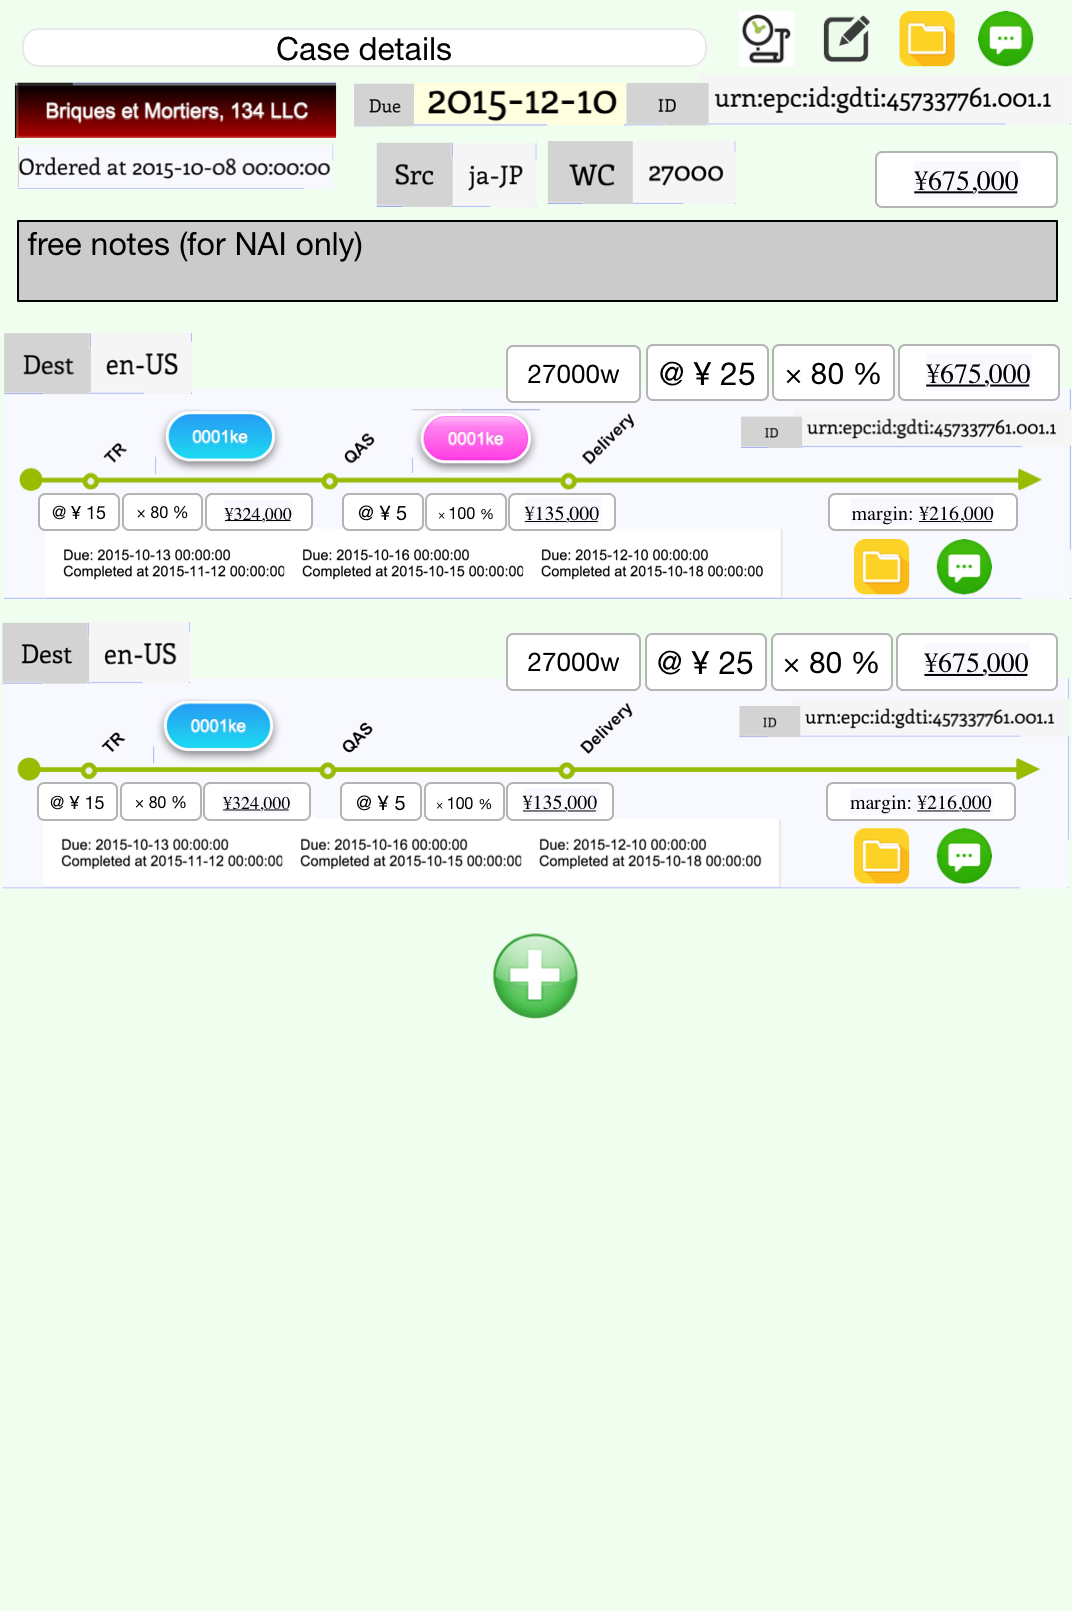 Case details
Briques et Mortiers, 134 LLC
Due 2015-12-10 ID urn:epc:id:gdti:457337761.001.1
Ordered at 2015-10-08 00:00:00
Src ja-JP WC 27000 ¥675,000
free notes (for NAI only)
Dest en-US 27000w @ ¥ 25 × 80 % ¥675,000
TR 0001ke QAS 0001ke Delivery ID urn:epc:id:gdti:457337761.001.1
@ ¥ 15 × 80 % ¥324,000 @ ¥ 5 × 100 % ¥135,000 margin: ¥216,000
Due: 2015-10-13 00:00:00 Due: 2015-10-16 00:00:00 Due: 2015-12-10 00:00:00
Completed at 2015-11-12 00:00:00 Completed at 2015-10-15 00:00:00 Completed at 2015-10-18 00:00:00
Dest en-US 27000w @ ¥ 25 × 80 % ¥675,000
TR 0001ke QAS Delivery ID urn:epc:id:gdti:457337761.001.1
@ ¥ 15 × 80 % ¥324,000 @ ¥ 5 × 100 % ¥135,000 margin: ¥216,000
Due: 2015-10-13 00:00:00 Due: 2015-10-16 00:00:00 Due: 2015-12-10 00:00:00
Completed at 2015-11-12 00:00:00 Completed at 2015-10-15 00:00:00 Completed at 2015-10-18 00:00:00